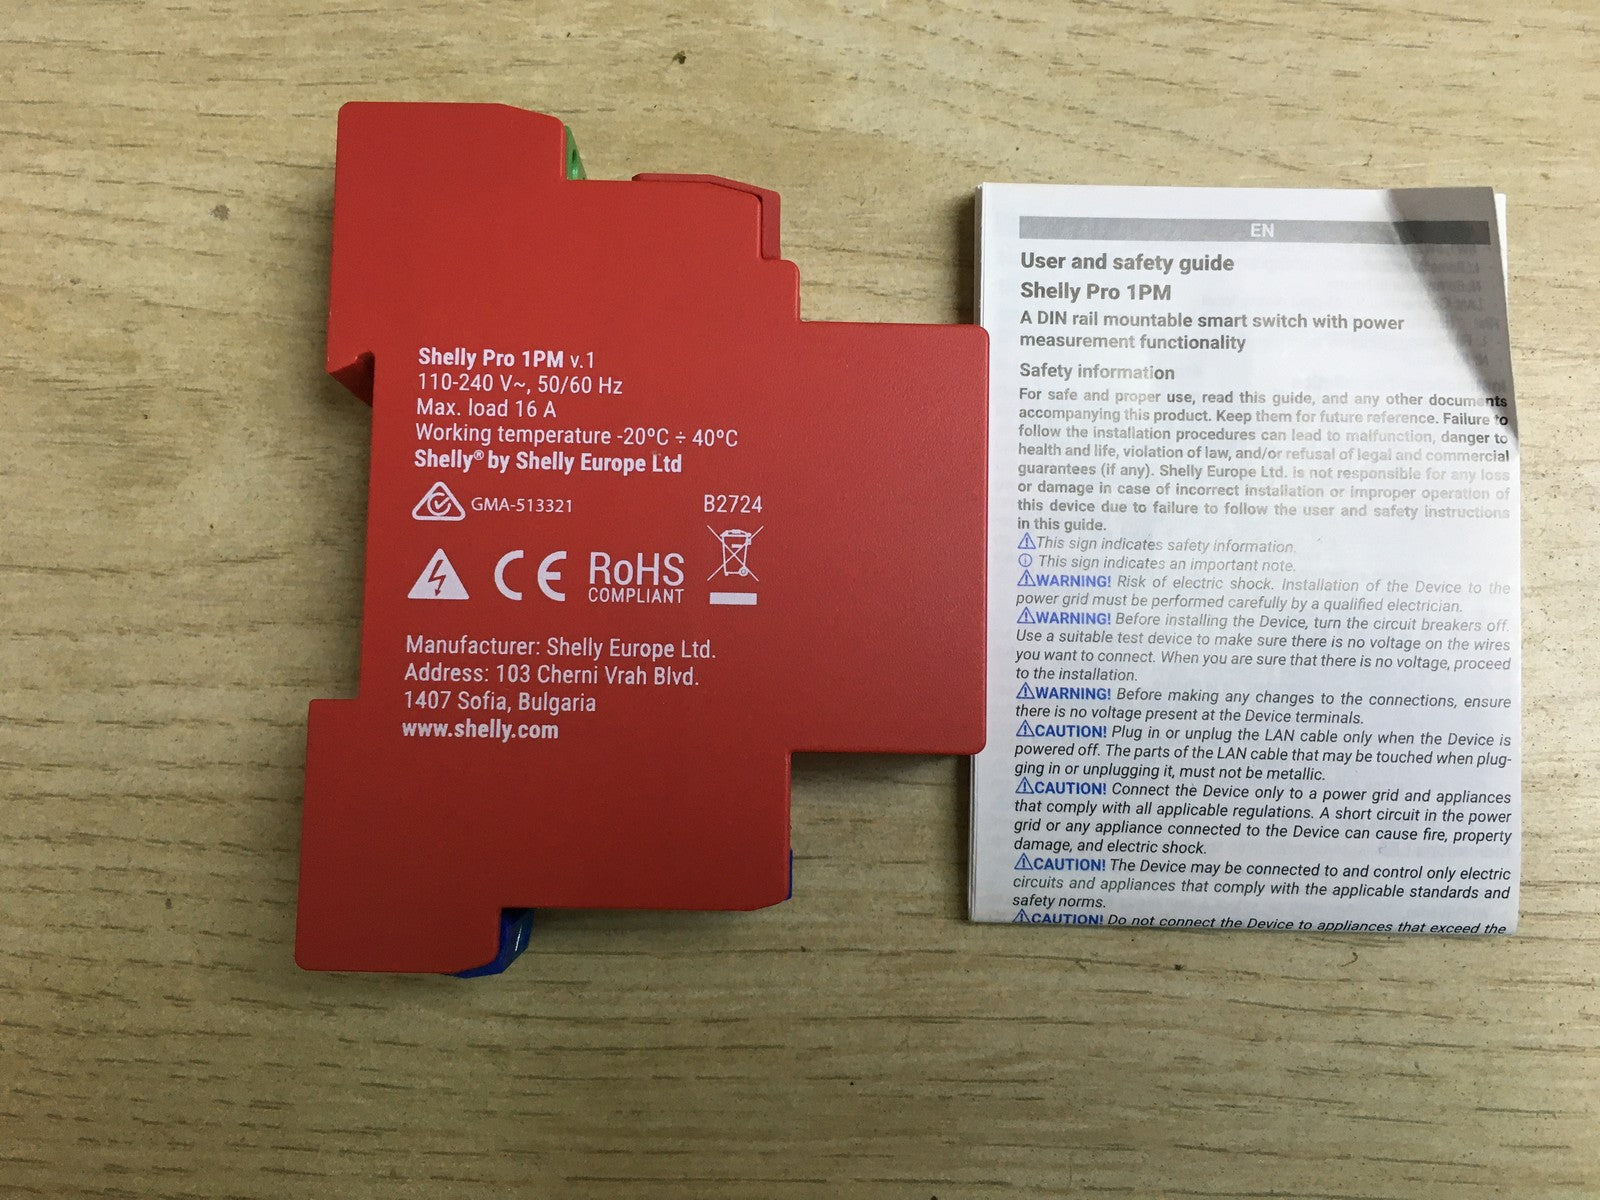 Shelly Pro 1PM v.1
110-240 V~, 50/60 Hz
Max. load 16 A
Working temperature -20ºC ÷ 40ºC
Shelly® by Shelly Europe Ltd
GMA-513321
B2724
CE
RoHS
COMPLIANT
Manufacturer: Shelly Europe Ltd.
Address: 103 Cherni Vrah Blvd.
1407 Sofia, Bulgaria
www.shelly.com
EN
User and safety guide
Shelly Pro 1PM
A DIN rail mountable smart switch with power
measurement functionality
Safety information
For safe and proper use, read this guide, and any other documents
accompanying this product. Keep them for future reference. Failure to
follow the installation procedures can lead to malfunction, danger to
health and life, violation of law, and/or refusal of legal and commercial
guarantees (if any). Shelly Europe Ltd. is not responsible for any loss
or damage in case of incorrect installation or improper operation of
this device due to failure to follow the user and safety instructions
in this guide.
⚠This sign indicates safety information.
ⓘ This sign indicates an important note.
⚠WARNING! Risk of electric shock. Installation of the Device to the
power grid must be performed carefully by a qualified electrician.
⚠WARNING! Before installing the Device, turn the circuit breakers off.
Use a suitable test device to make sure there is no voltage on the wires
you want to connect. When you are sure that there is no voltage, proceed
to the installation.
⚠WARNING! Before making any changes to the connections, ensure
there is no voltage present at the Device terminals.
⚠CAUTION! Plug in or unplug the LAN cable only when the Device is
powered off. The parts of the LAN cable that may be touched when plug-
ging in or unplugging it, must not be metallic.
⚠CAUTION! Connect the Device only to a power grid and appliances
that comply with all applicable regulations. A short circuit in the power
grid or any appliance connected to the Device can cause fire, property
damage, and electric shock.
⚠CAUTION! The Device may be connected to and control only electric
circuits and appliances that comply with the applicable standards and
safety norms.
⚠CAUTION! Do not connect the Device to appliances that exceed the